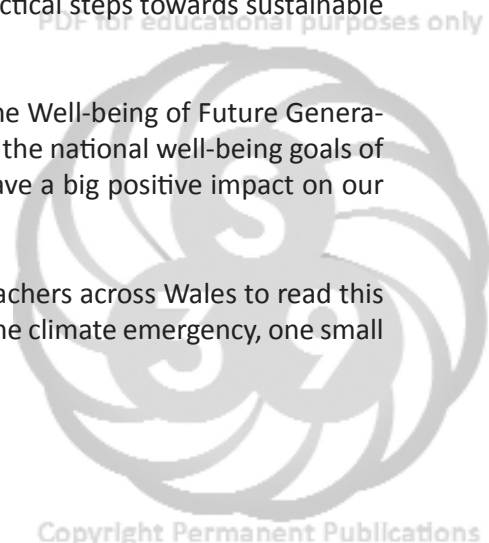 ctical steps towards sustainable
PDF for educational purposes only
he Well-being of Future Genera-
the national well-being goals of
ave a big positive impact on our
achers across Wales to read this
he climate emergency, one small
S
3 9
Copyright Permanent Publications